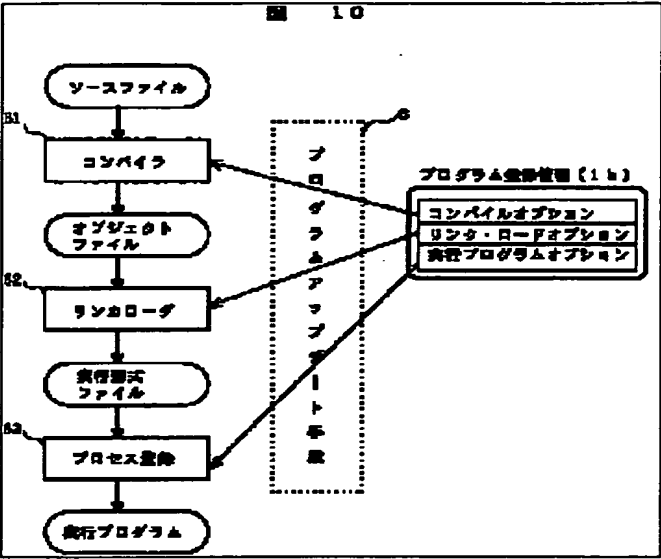 図 10
ソースファイル
S1
コンパイラ
オブジェクト
ファイル
S2
リンカローダ
実行形式
ファイル
S3
プロセス登録
実行プログラム
プログラムアップデート手段
プログラム登録管理
コンパイルオプション
リンク・ロードオプション
実行プログラムオプション